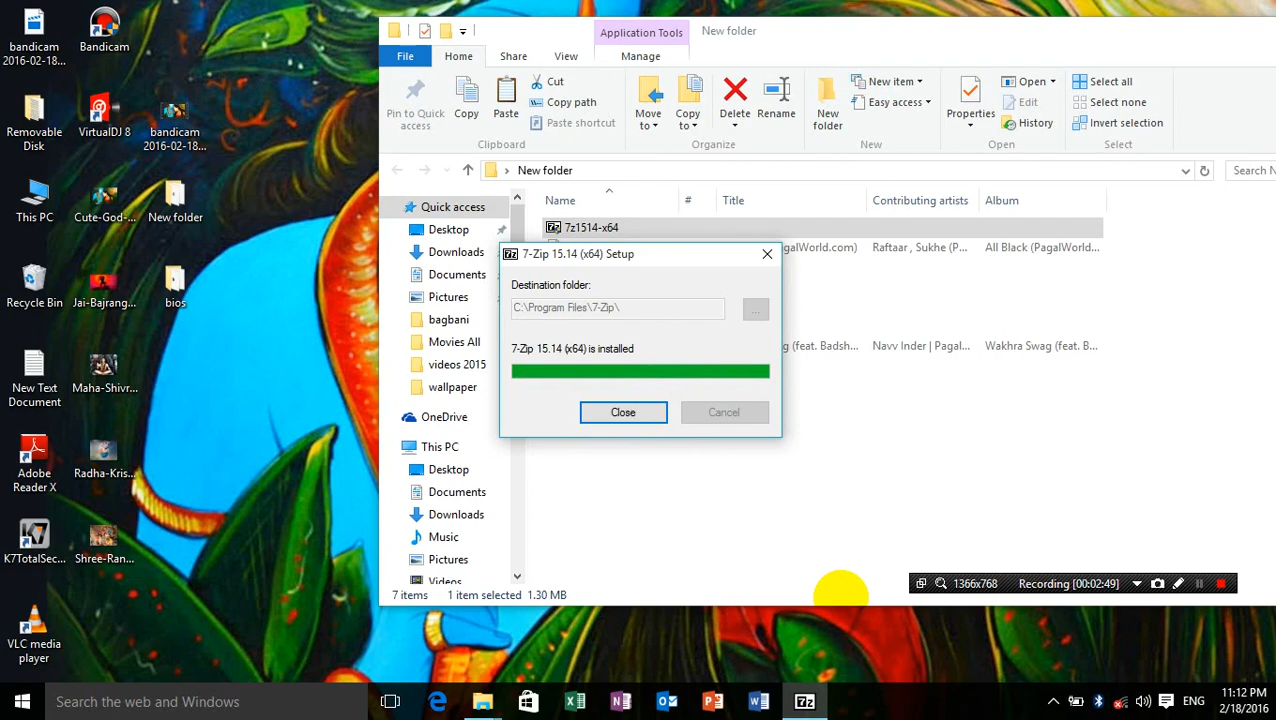 bandicam
2016-02-18...
Bandicam
Removable
Disk
VirtualDJ 8
bandicam
2016-02-18...
This PC
Cute-God-...
New folder
Recycle Bin
Jai-Bajrang...
bios
New Text
Document
Maha-Shivr...
Adobe
Reader X
Radha-Kris...
K7TotalSec...
Shree-Ran...
VLC media
player
Application Tools
New folder
File
Home
Share
View
Manage
Pin to Quick
access
Copy
Paste
Cut
Copy path
Paste shortcut
Clipboard
Move
to
Copy
to
Delete
Rename
Organize
New
folder
New item
Easy access
New
Properties
Open
Edit
History
Open
Select all
Select none
Invert selection
Select
New folder
Search N
Quick access
Desktop
Downloads
Documents
Pictures
bagbani
Movies All
videos 2015
wallpaper
OneDrive
This PC
Desktop
Documents
Downloads
Music
Pictures
Videos
Name
#
Title
Contributing artists
Album
7z1514-x64
agalWorld.com)
Raftaar , Sukhe (P...
All Black (PagalWorld...
g (feat. Badsh...
Navv Inder | Pagal...
Wakhra Swag (feat. B...
7-Zip 15.14 (x64) Setup
Destination folder:
C:\Program Files\7-Zip\
...
7-Zip 15.14 (x64) is installed
Close
Cancel
7 items
1 item selected
1.30 MB
1366x768
Recording [00:02:49]
Search the web and Windows
7z
ENG
11:12 PM
2/18/2016